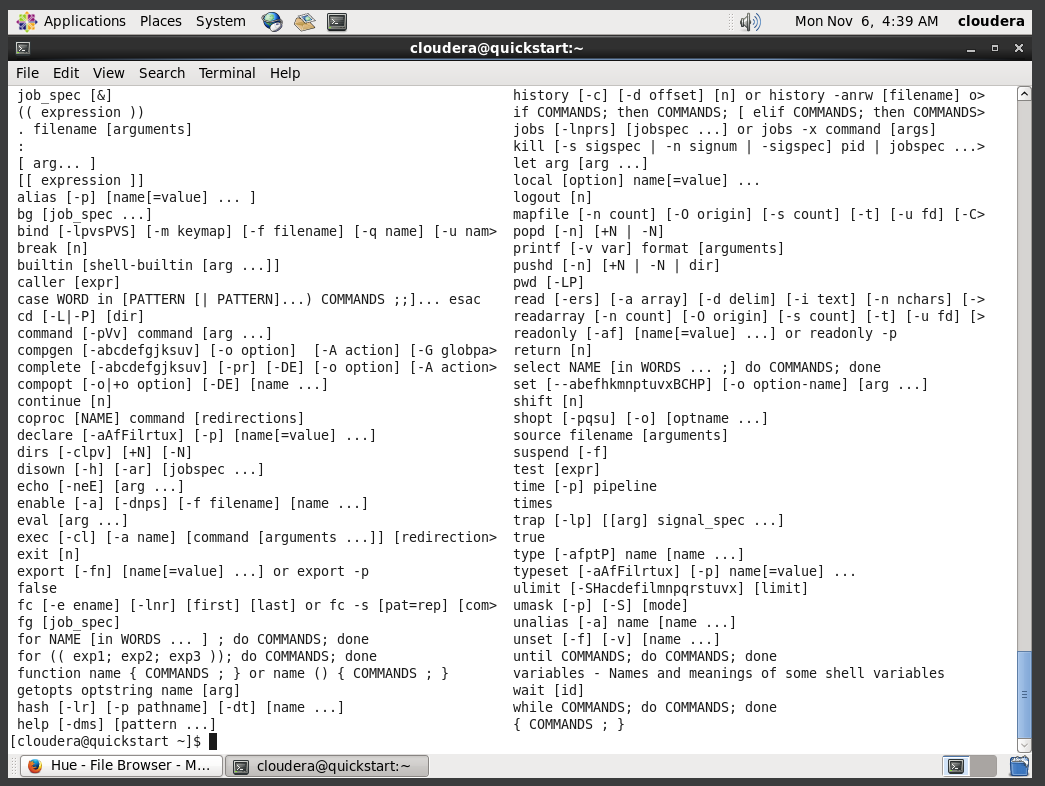 Applications Places System Mon Nov 6, 4:39 AM cloudera
cloudera@quickstart:~
File Edit View Search Terminal Help
job_spec [&] history [-c] [-d offset] [n] or history -anrw [filename] o>
(( expression )) if COMMANDS; then COMMANDS; [ elif COMMANDS; then COMMANDS>
. filename [arguments] jobs [-lnprs] [jobspec ...] or jobs -x command [args]
: kill [-s sigspec | -n signum | -sigspec] pid | jobspec ...>
[ arg... ] let arg [arg ...]
[[ expression ]] local [option] name[=value] ...
alias [-p] [name[=value] ... ] logout [n]
bg [job_spec ...] mapfile [-n count] [-O origin] [-s count] [-t] [-u fd] [-C>
bind [-lpvsPVS] [-m keymap] [-f filename] [-q name] [-u nam> popd [-n] [+N | -N]
break [n] printf [-v var] format [arguments]
builtin [shell-builtin [arg ...]] pushd [-n] [+N | -N | dir]
caller [expr] pwd [-LP]
case WORD in [PATTERN [| PATTERN]...) COMMANDS ;;]... esac read [-ers] [-a array] [-d delim] [-i text] [-n nchars] [->
cd [-L|-P] [dir] readarray [-n count] [-O origin] [-s count] [-t] [-u fd] [>
command [-pVv] command [arg ...] readonly [-af] [name[=value] ...] or readonly -p
compgen [-abcdefgjksuv] [-o option]  [-A action] [-G globpa> return [n]
complete [-abcdefgjksuv] [-pr] [-DE] [-o option] [-A action> select NAME [in WORDS ... ;] do COMMANDS; done
compopt [-o|+o option] [-DE] [name ...] set [--abefhkmnptuvxBCHP] [-o option-name] [arg ...]
continue [n] shift [n]
coproc [NAME] command [redirections] shopt [-pqsu] [-o] [optname ...]
declare [-aAfFilrtux] [-p] [name[=value] ...] source filename [arguments]
dirs [-clpv] [+N] [-N] suspend [-f]
disown [-h] [-ar] [jobspec ...] test [expr]
echo [-neE] [arg ...] time [-p] pipeline
enable [-a] [-dnps] [-f filename] [name ...] times
eval [arg ...] trap [-lp] [[arg] signal_spec ...]
exec [-cl] [-a name] [command [arguments ...]] [redirection> true
exit [n] type [-afptP] name [name ...]
export [-fn] [name[=value] ...] or export -p typeset [-aAfFilrtux] [-p] name[=value] ...
false ulimit [-SHacdefilmnpqrstuvx] [limit]
fc [-e ename] [-lnr] [first] [last] or fc -s [pat=rep] [com> umask [-p] [-S] [mode]
fg [job_spec] unalias [-a] name [name ...]
for NAME [in WORDS ... ] ; do COMMANDS; done unset [-f] [-v] [name ...]
for (( exp1; exp2; exp3 )); do COMMANDS; done until COMMANDS; do COMMANDS; done
function name { COMMANDS ; } or name () { COMMANDS ; } variables - Names and meanings of some shell variables
getopts optstring name [arg] wait [id]
hash [-lr] [-p pathname] [-dt] [name ...] while COMMANDS; do COMMANDS; done
help [-dms] [pattern ...] { COMMANDS ; }
[cloudera@quickstart ~]$
Hue - File Browser - M... cloudera@quickstart:~